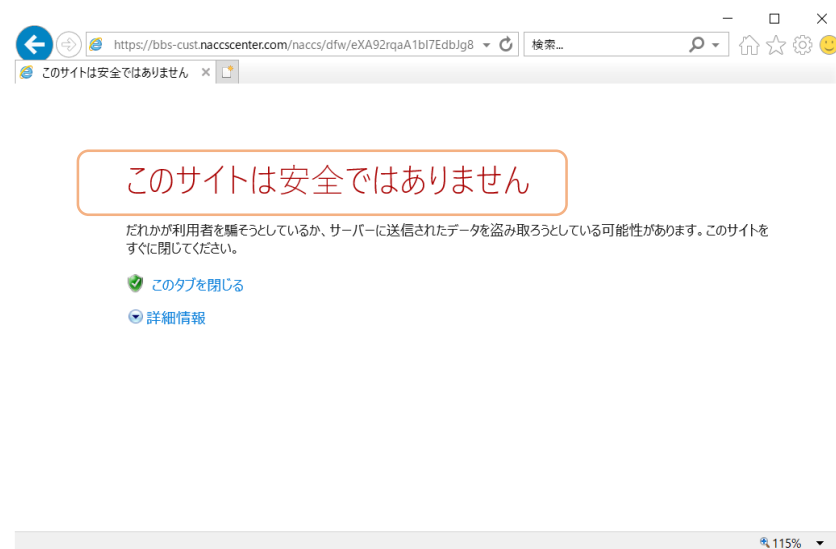 https://bbs-cust.naccscenter.com/naccs/dfw/eXA92rqaA1bI7EdbJg8
検索...
このサイトは安全ではありません
このサイトは安全ではありません
だれかが利用者を騙そうとしているか、サーバーに送信されたデータを盗み取ろうとしている可能性があります。このサイトを
すぐに閉じてください。
このタブを閉じる
詳細情報
115%